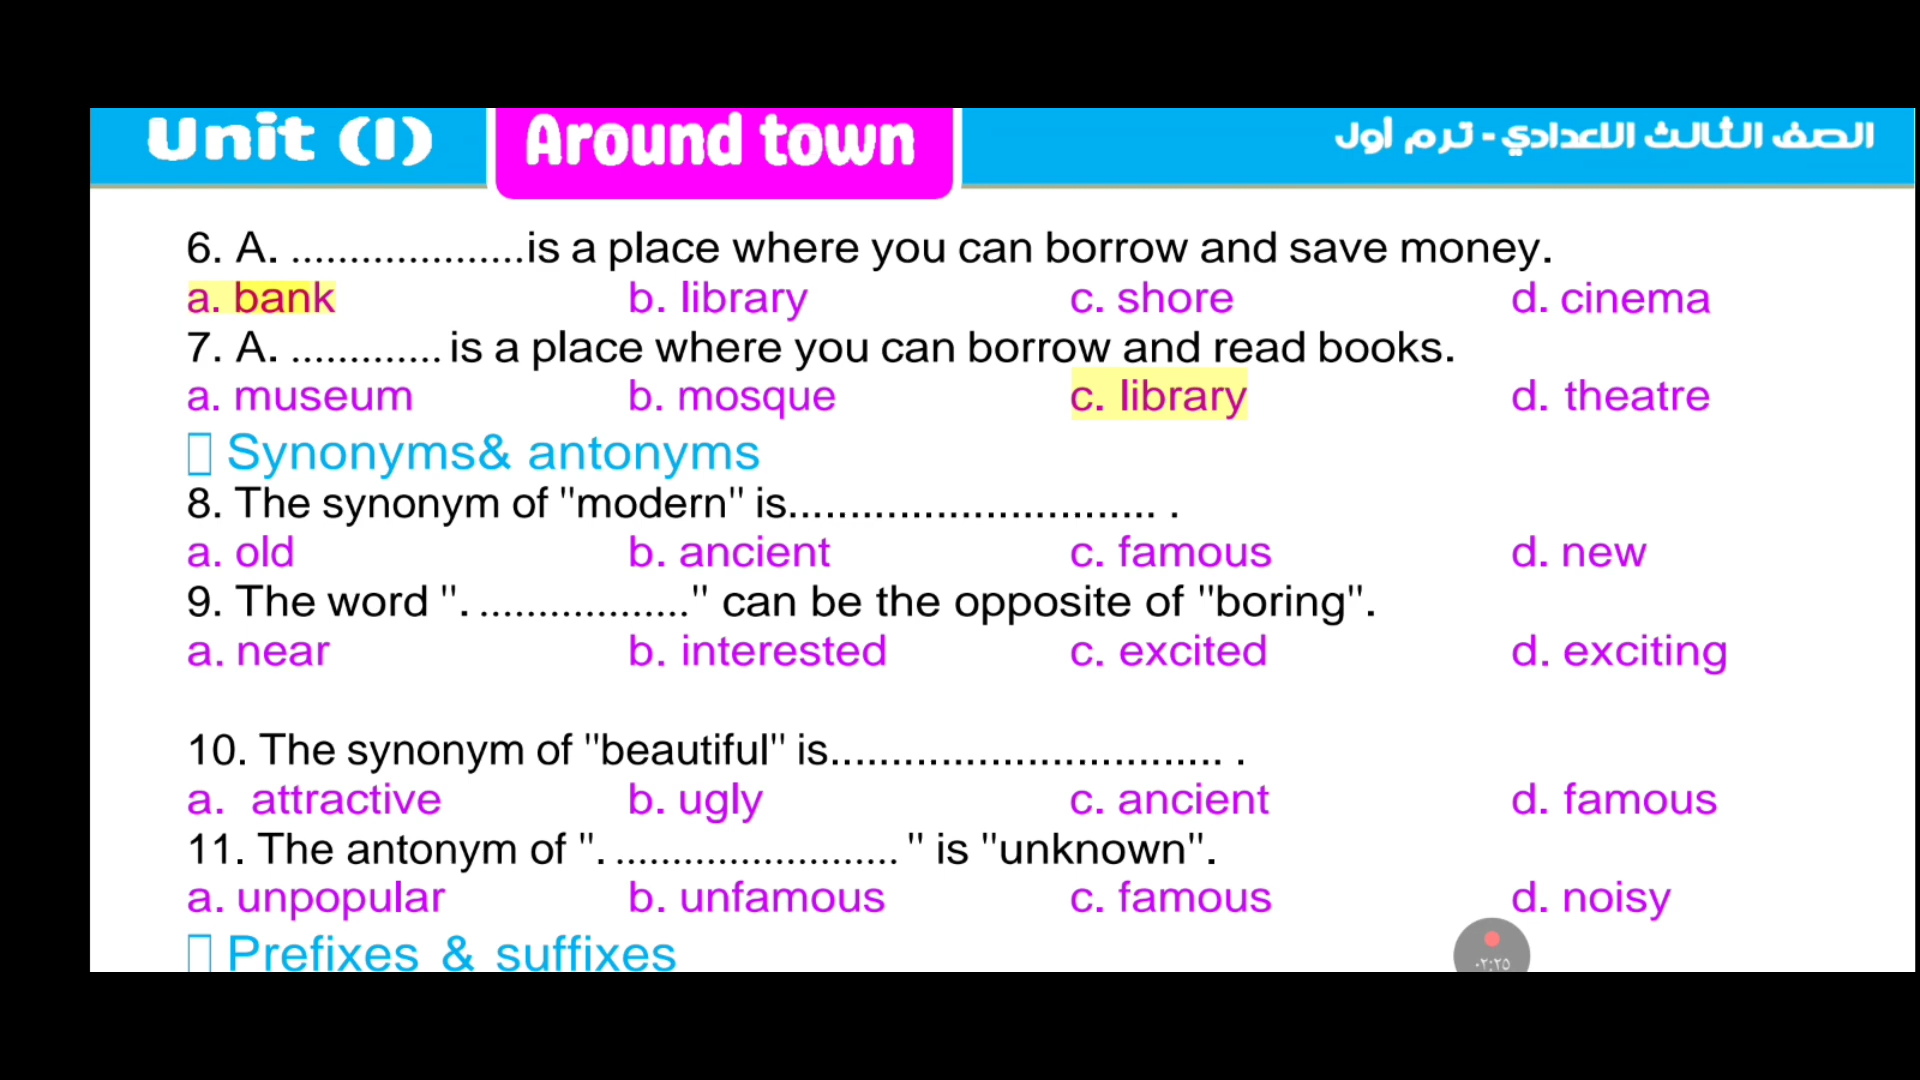 Unit (1) Around town الصف الثالث الاعدادي - ترم أول
6. A. ....................is a place where you can borrow and save money.
a. bank b. library c. shore d. cinema
7. A. ............. is a place where you can borrow and read books.
a. museum b. mosque c. library d. theatre
Synonyms& antonyms
8. The synonym of "modern" is.............................. .
a. old b. ancient c. famous d. new
9. The word ". .................." can be the opposite of "boring".
a. near b. interested c. excited d. exciting
10. The synonym of "beautiful" is................................ .
a. attractive b. ugly c. ancient d. famous
11. The antonym of ". ......................... " is "unknown".
a. unpopular b. unfamous c. famous d. noisy
Prefixes & suffixes
٠٢:٢٥